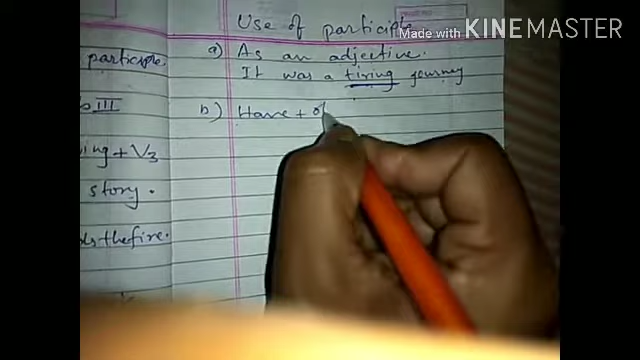 Use of participle
Made with KINEMASTER
participle.
a) As an adjective.
It was a tiring journey
III
b) Have + o
ing + V3
story.
the fire.